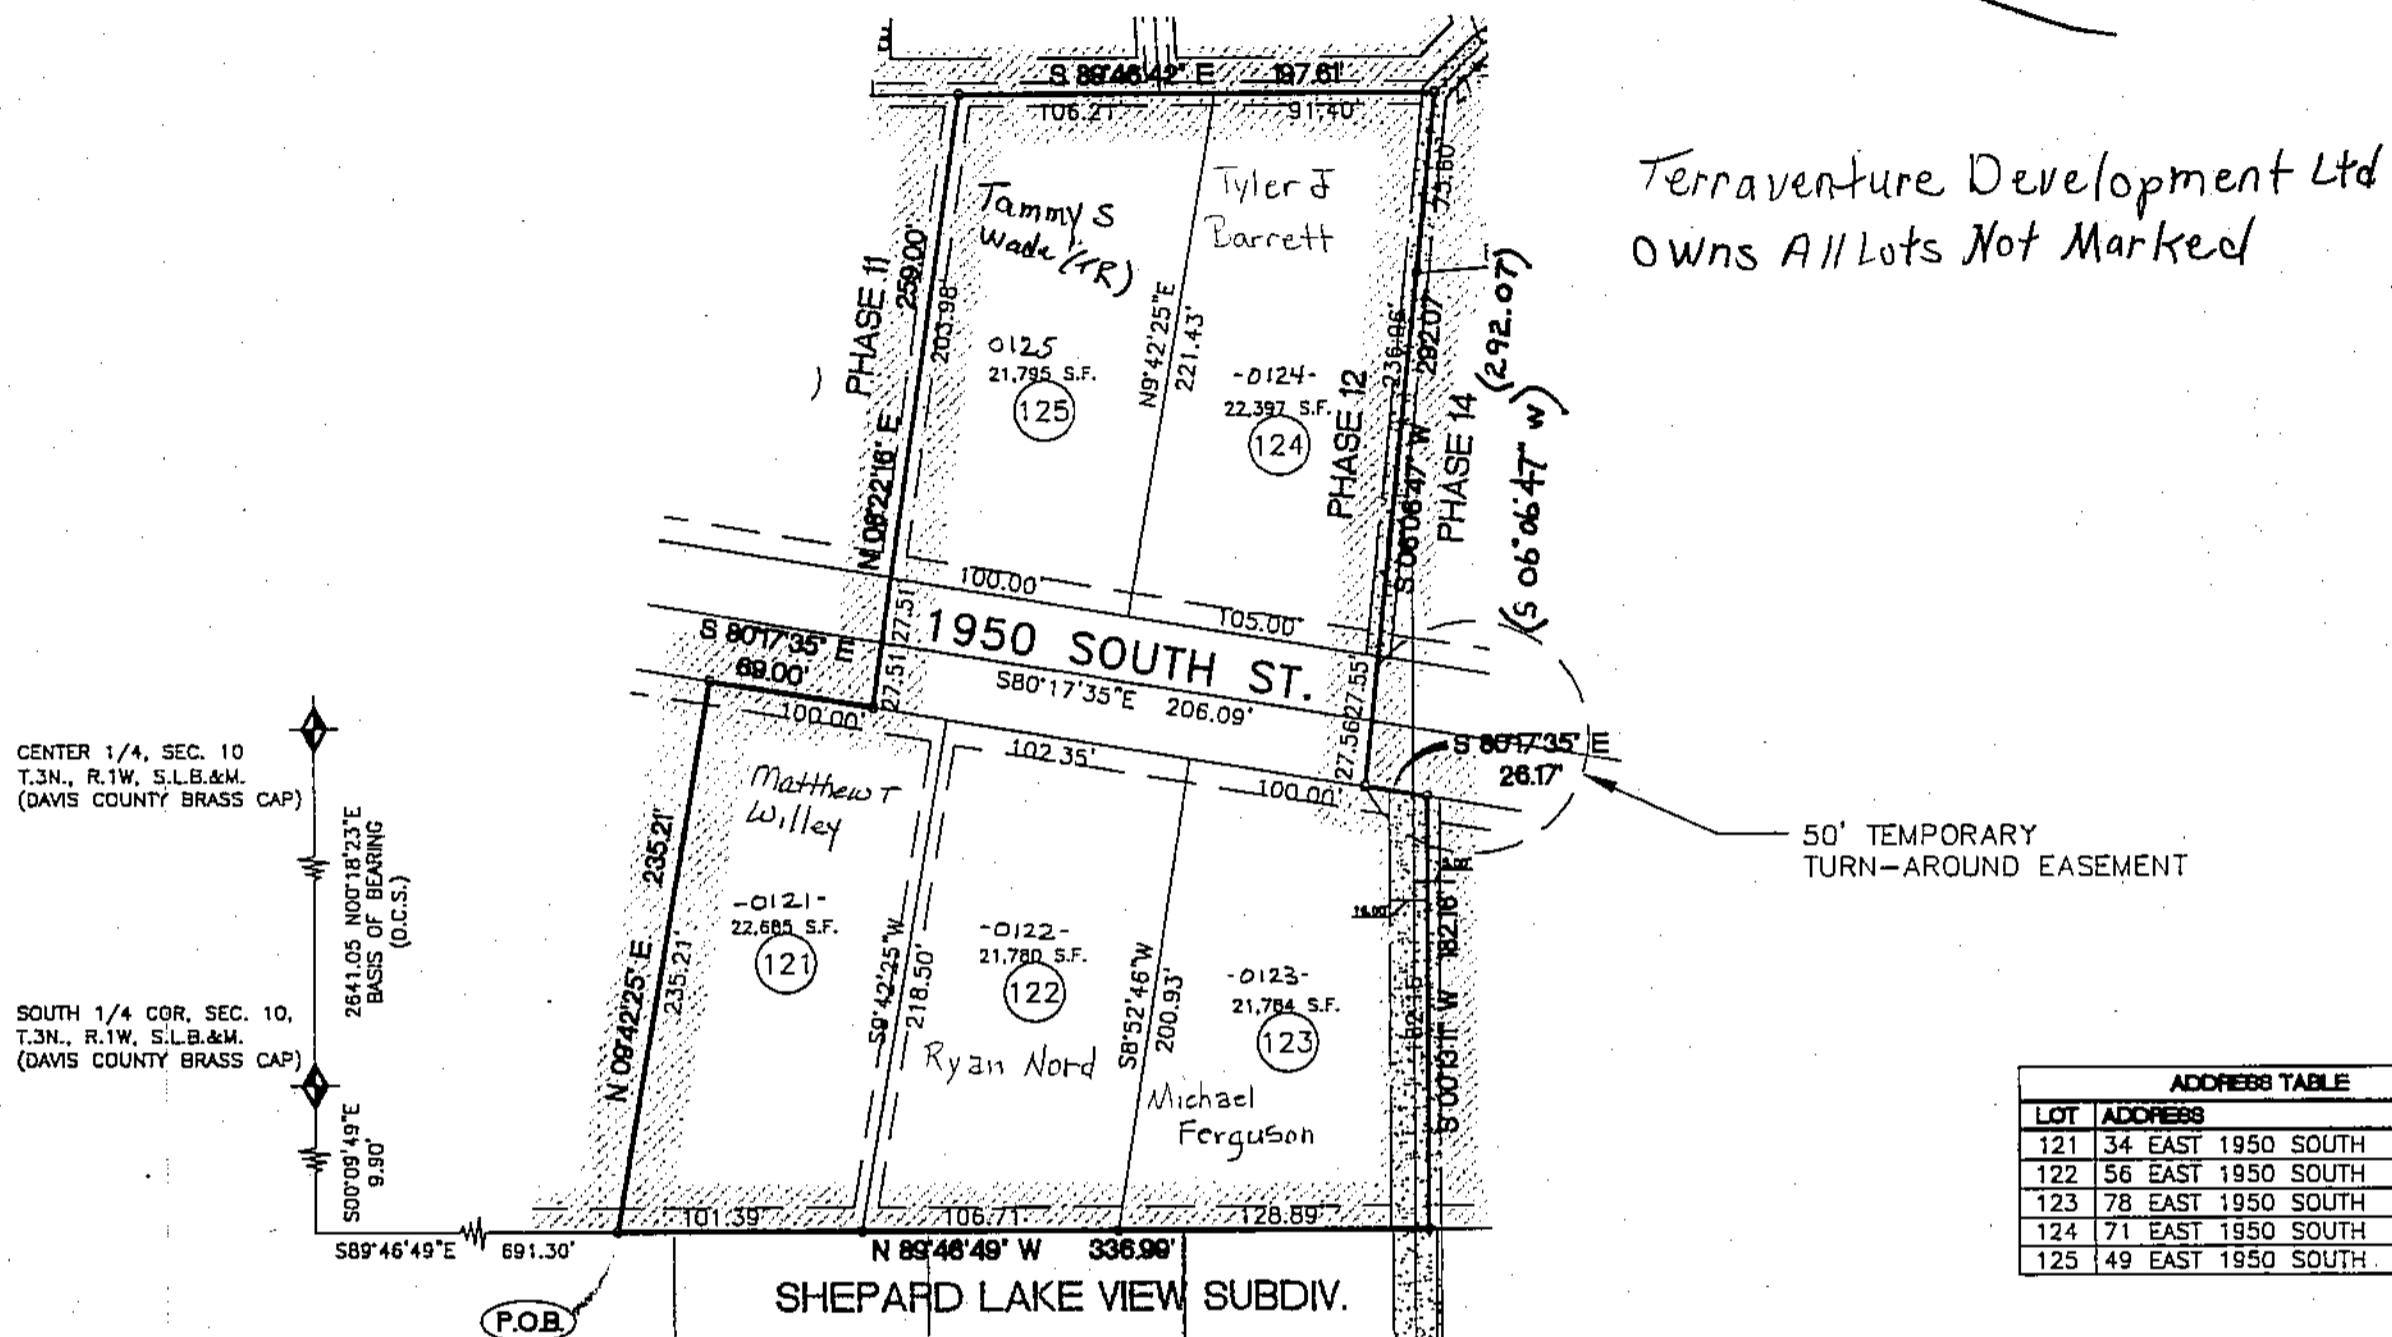 S 89°46'42" E 197.61'
106.21'
91.40'
Terraventure Development Ltd
Owns All Lots Not Marked
Tammy S
Wade (TR)
Tyler J
Barrett
PHASE 11
N 08°22'16" E 259.00'
203.98'
0125
21,795 S.F.
125
N9°42'25"E
221.43'
-0124-
22,397 S.F.
124
PHASE 12
73.60'
236.06'
S 06°06'47" W 292.07'
PHASE 14
(292.07)
(S 06°06'47" W)
100.00'
105.00'
27.51'
27.51'
1950 SOUTH ST.
S80°17'35"E 206.09'
27.55'
27.56'
S 80°17'35" E
69.00'
100.00'
102.35'
100.00'
S 80°17'35" E
26.17'
50' TEMPORARY
TURN-AROUND EASEMENT
CENTER 1/4, SEC. 10
T.3N., R.1W, S.L.B.&M.
(DAVIS COUNTY BRASS CAP)
2641.05 N00°18'23"E
BASIS OF BEARING
(D.C.S.)
SOUTH 1/4 COR, SEC. 10,
T.3N., R.1W, S.L.B.&M.
(DAVIS COUNTY BRASS CAP)
S00°09'49"E
9.90'
S89°46'49"E 691.30'
P.O.B.
N 09°42'25" E 235.21'
235.21'
Matthew T
Willey
-0121-
22,685 S.F.
121
S9°42'25"W
218.50'
-0122-
21,780 S.F.
122
Ryan Nord
S8°52'46"W
200.93'
-0123-
21,784 S.F.
123
Michael
Ferguson
182.16'
S 00°13'11" W 182.16'
101.39'
106.71'
128.89'
N 89°46'49" W 336.99'
SHEPARD LAKE VIEW SUBDIV.
ADDRESS TABLE
LOT ADDRESS
121 34 EAST 1950 SOUTH
122 56 EAST 1950 SOUTH
123 78 EAST 1950 SOUTH
124 71 EAST 1950 SOUTH
125 49 EAST 1950 SOUTH